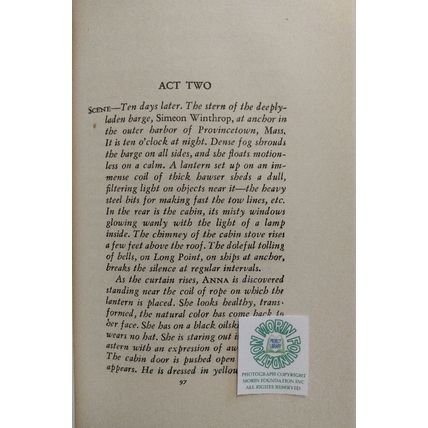 ACT TWO
SCENE—Ten days later. The stern of the deeply-
laden barge, Simeon Winthrop, at anchor in
the outer harbor of Provincetown, Mass.
It is ten o'clock at night. Dense fog shrouds
the barge on all sides, and she floats motion-
less on a calm. A lantern set up on an im-
mense coil of thick hawser sheds a dull,
filtering light on objects near it—the heavy
steel bits for making fast the tow lines, etc.
In the rear is the cabin, its misty windows
glowing wanly with the light of a lamp
inside. The chimney of the cabin stove rises
a few feet above the roof. The doleful tolling
of bells, on Long Point, on ships at anchor,
breaks the silence at regular intervals.
As the curtain rises, ANNA is discovered
standing near the coil of rope on which the
lantern is placed. She looks healthy, trans-
formed, the natural color has come back to
her face. She has on a black oilsk
wears no hat. She is staring out i
astern with an expression of aw
The cabin door is pushed open
appears. He is dressed in yellow
97
MORIN FOUNDATION
PROJECT
LIBRARY
PHOTOGRAPH COPYRIGHT
MORIN FOUNDATION INC
ALL RIGHTS RESERVED